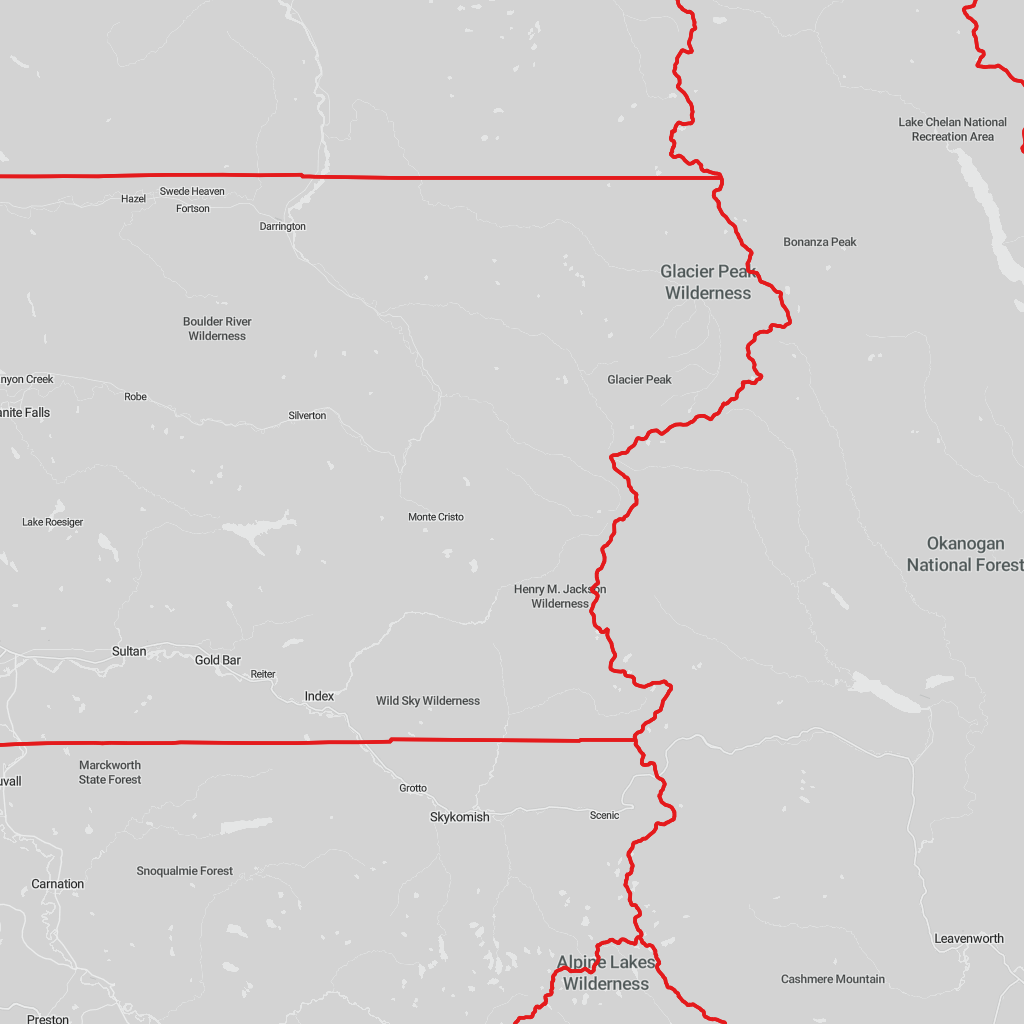 Lake Chelan National
Recreation Area
Swede Heaven
Hazel
Fortson
Darrington
Bonanza Peak
Glacier Peak
Wilderness
Boulder River
Wilderness
nyon Creek
Glacier Peak
Robe
anite Falls
Silverton
Monte Cristo
Lake Roesiger
Okanogan
National Forest
Henry M. Jackson
Wilderness
Sultan
Gold Bar
Reiter
Index
Wild Sky Wilderness
Marckworth
State Forest
uvall
Grotto
Skykomish
Scenic
Snoqualmie Forest
Carnation
Leavenworth
Alpine Lakes
Wilderness
Cashmere Mountain
Preston